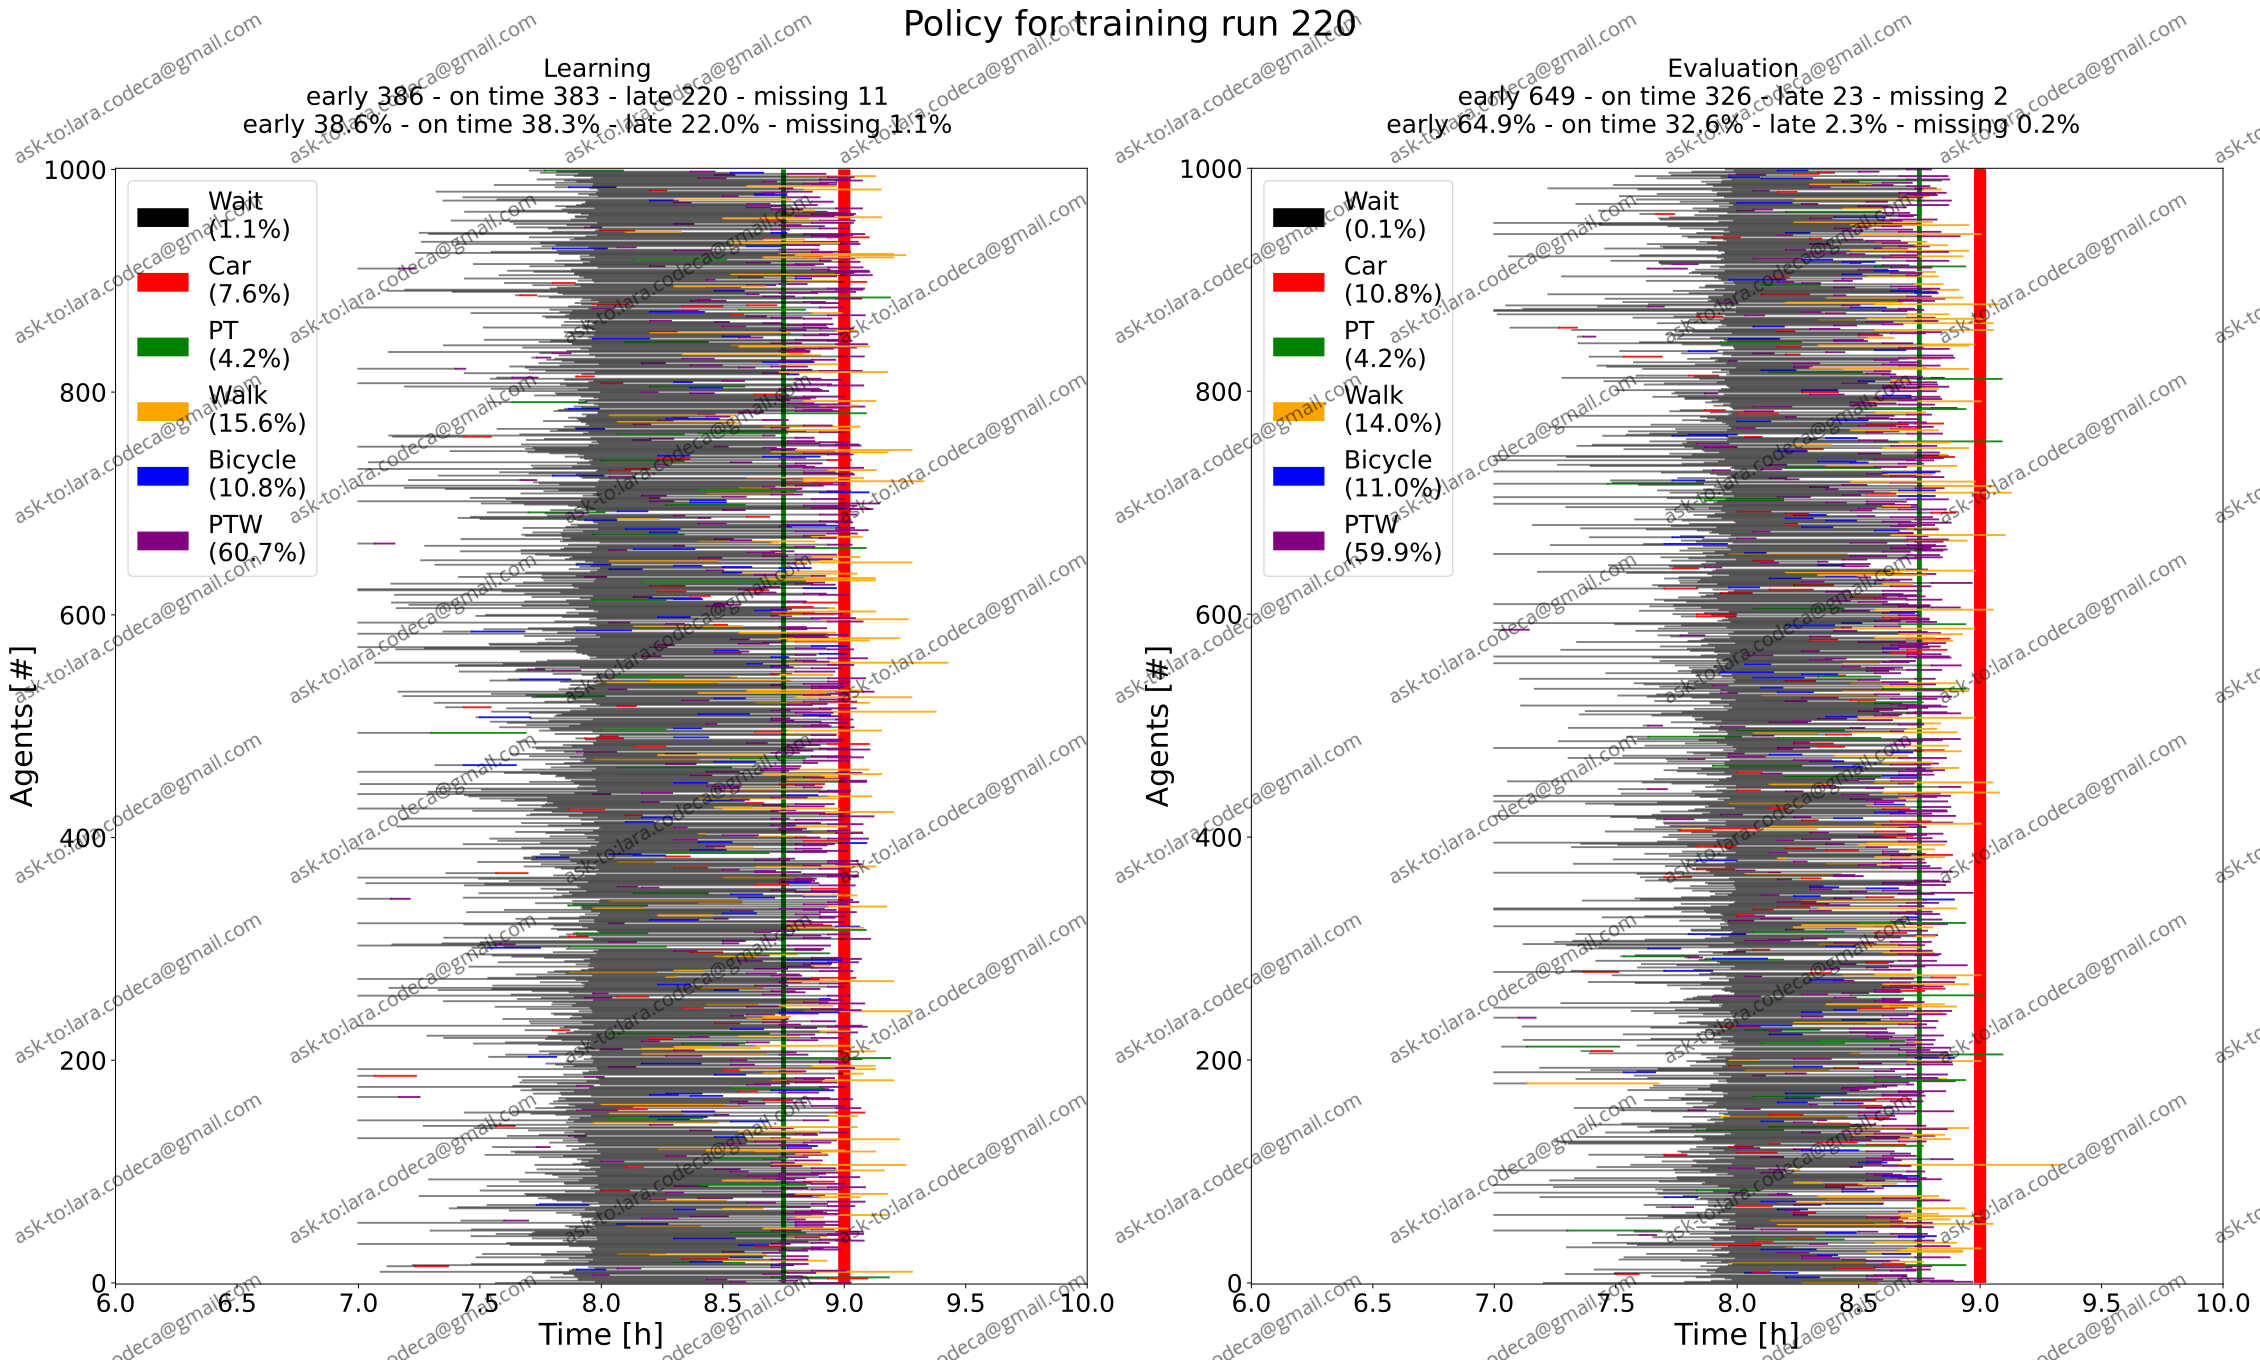 Policy for training run 220
Learning
early 386 - on time 383 - late 220 - missing 11
early 38.6% - on time 38.3% - late 22.0% - missing 1.1%
Wait
(1.1%)
Car
(7.6%)
PT
(4.2%)
Walk
(15.6%)
Bicycle
(10.8%)
PTW
(60.7%)
1000
800
600
400
200
0
Agents [#]
6.0 6.5 7.0 7.5 8.0 8.5 9.0 9.5 10.0
Time [h]
Evaluation
early 649 - on time 326 - late 23 - missing 2
early 64.9% - on time 32.6% - late 2.3% - missing 0.2%
Wait
(0.1%)
Car
(10.8%)
PT
(4.2%)
Walk
(14.0%)
Bicycle
(11.0%)
PTW
(59.9%)
1000
800
600
400
200
0
Agents [#]
6.0 6.5 7.0 7.5 8.0 8.5 9.0 9.5 10.0
Time [h]
ask-to:lara.codeca@gmail.com